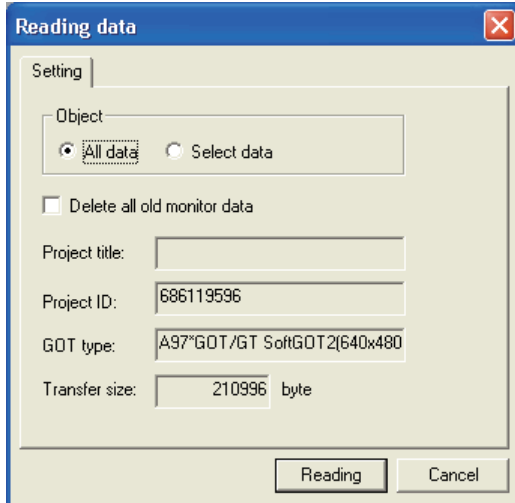 Reading data
Setting
Object
All data
Select data
Delete all old monitor data
Project title:
Project ID: 686119596
GOT type: A97*GOT/GT SoftGOT2(640x480
Transfer size: 210996 byte
Reading
Cancel